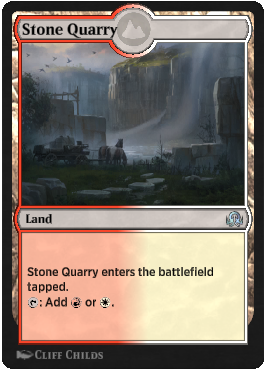 Stone Quarry
Land
Stone Quarry enters the battlefield
tapped.
: Add or .
CLIFF CHILDS